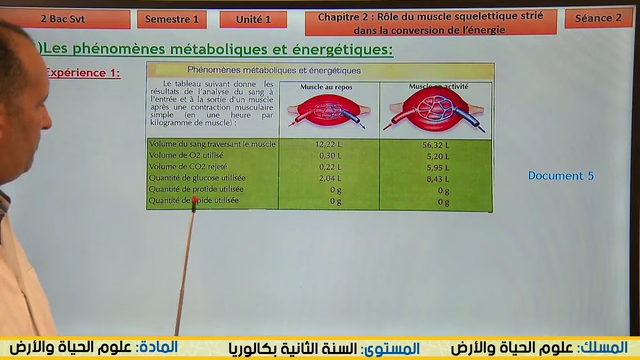 2 Bac Svt
Semestre 1
Unité 1
Chapitre 2 : Rôle du muscle squelettique strié
dans la conversion de l'énergie
Séance 2
)Les phénomènes métaboliques et énergétiques:
Expérience 1:
Phénomènes métaboliques et énergétiques
Le tableau suivant donne les
résultats de l'analyse du sang à
l'entrée et à la sortie d'un muscle
après une contraction musculaire
simple (en une heure par
kilogramme de muscle) :
Muscle au repos
Muscle en activité
Volume du sang traversant le muscle 12,22 L 56,32 L
Volume de O2 utilisé 0,30 L 5,20 L
Volume de CO2 rejeté 0,22 L 5,95 L
Quantité de glucose utilisée 2,04 L 8,43 L
Quantité de protide utilisée 0 g 0 g
Quantité de lipide utilisée 0 g 0 g
Document 5
المسلك: علوم الحياة والأرض
المستوى: السنة الثانية بكالوريا
المادة: علوم الحياة والأرض